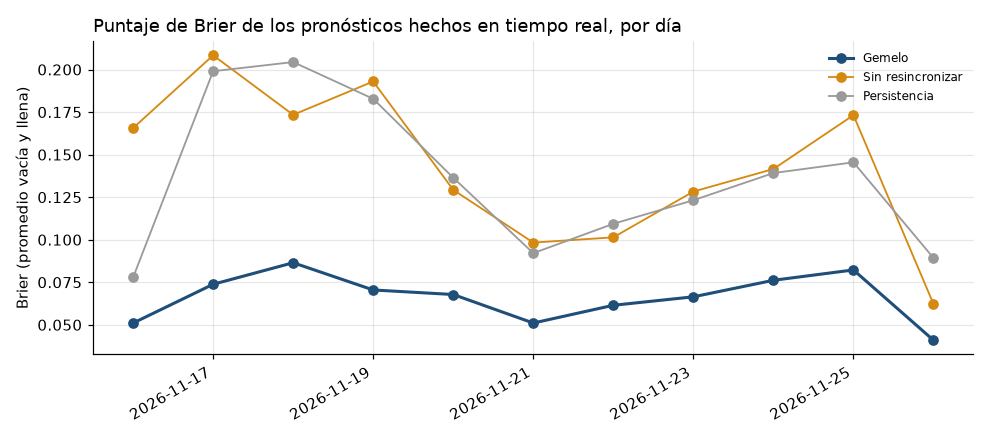 Puntaje de Brier de los pronósticos hechos en tiempo real, por día
Gemelo
Sin resincronizar
Persistencia
Brier (promedio vacía y llena)
0.200
0.175
0.150
0.125
0.100
0.075
0.050
2026-11-17
2026-11-19
2026-11-21
2026-11-23
2026-11-25